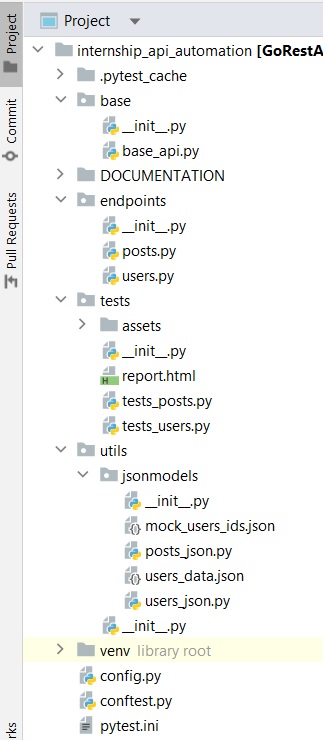 Project
Commit
Pull Requests
rks
Project
internship_api_automation [GoRestA
.pytest_cache
base
__init__.py
base_api.py
DOCUMENTATION
endpoints
__init__.py
posts.py
users.py
tests
assets
__init__.py
report.html
tests_posts.py
tests_users.py
utils
jsonmodels
__init__.py
mock_users_ids.json
posts_json.py
users_data.json
users_json.py
__init__.py
venv library root
config.py
conftest.py
pytest.ini